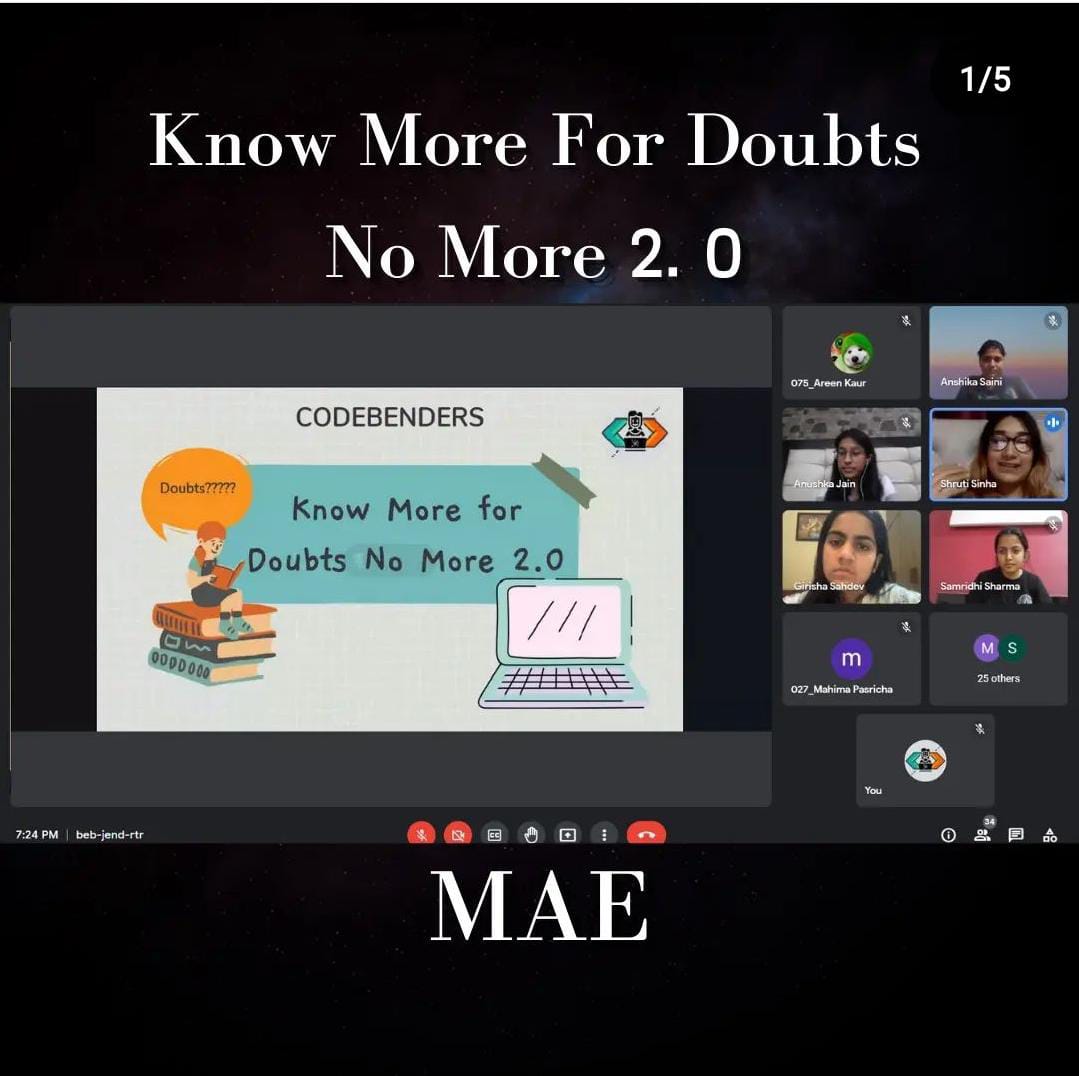 1/5
Know More For Doubts
No More 2. 0
CODEBENDERS
Doubts?????
Know More for
Doubts No More 2.0
075_Areen Kaur
Anshika Saini
Anushka Jain
Shruti Sinha
Girisha Sahdev
Samridhi Sharma
m
027_Mahima Pasricha
M S
25 others
You
7:24 PM | beb-jend-rtr
CC
34
MAE